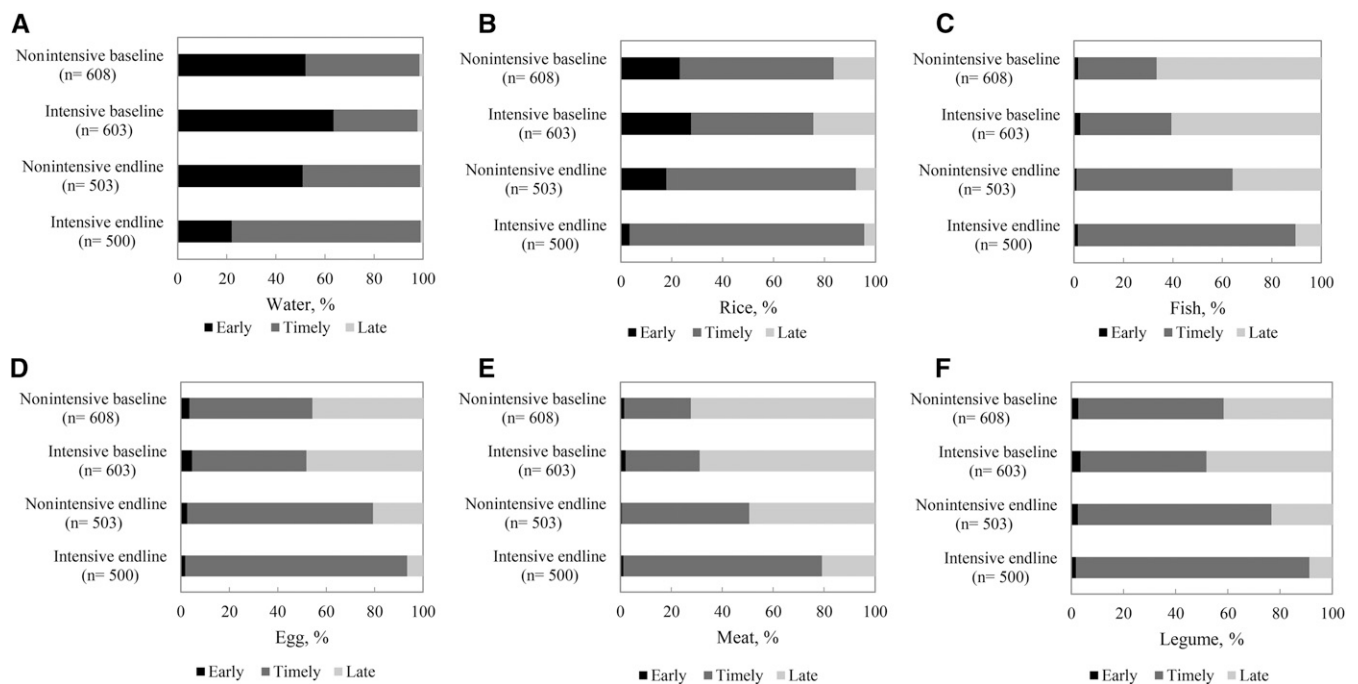 A
Nonintensive baseline
(n= 608)
Intensive baseline
(n= 603)
Nonintensive endline
(n= 503)
Intensive endline
(n= 500)
0 20 40 60 80 100
Water, %
Early Timely Late
B
Nonintensive baseline
(n= 608)
Intensive baseline
(n= 603)
Nonintensive endline
(n= 503)
Intensive endline
(n= 500)
0 20 40 60 80 100
Rice, %
Early Timely Late
C
Nonintensive baseline
(n= 608)
Intensive baseline
(n= 603)
Nonintensive endline
(n= 503)
Intensive endline
(n= 500)
0 20 40 60 80 100
Fish, %
Early Timely Late
D
Nonintensive baseline
(n= 608)
Intensive baseline
(n= 603)
Nonintensive endline
(n= 503)
Intensive endline
(n= 500)
0 20 40 60 80 100
Egg, %
Early Timely Late
E
Nonintensive baseline
(n= 608)
Intensive baseline
(n= 603)
Nonintensive endline
(n= 503)
Intensive endline
(n= 500)
0 20 40 60 80 100
Meat, %
Early Timely Late
F
Nonintensive baseline
(n= 608)
Intensive baseline
(n= 603)
Nonintensive endline
(n= 503)
Intensive endline
(n= 500)
0 20 40 60 80 100
Legume, %
Early Timely Late